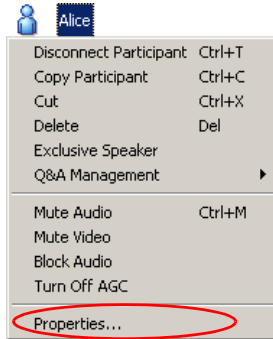 Alice
Disconnect Participant Ctrl+T
Copy Participant Ctrl+C
Cut Ctrl+X
Delete Del
Exclusive Speaker
Q&A Management
Mute Audio Ctrl+M
Mute Video
Block Audio
Turn Off AGC
Properties...